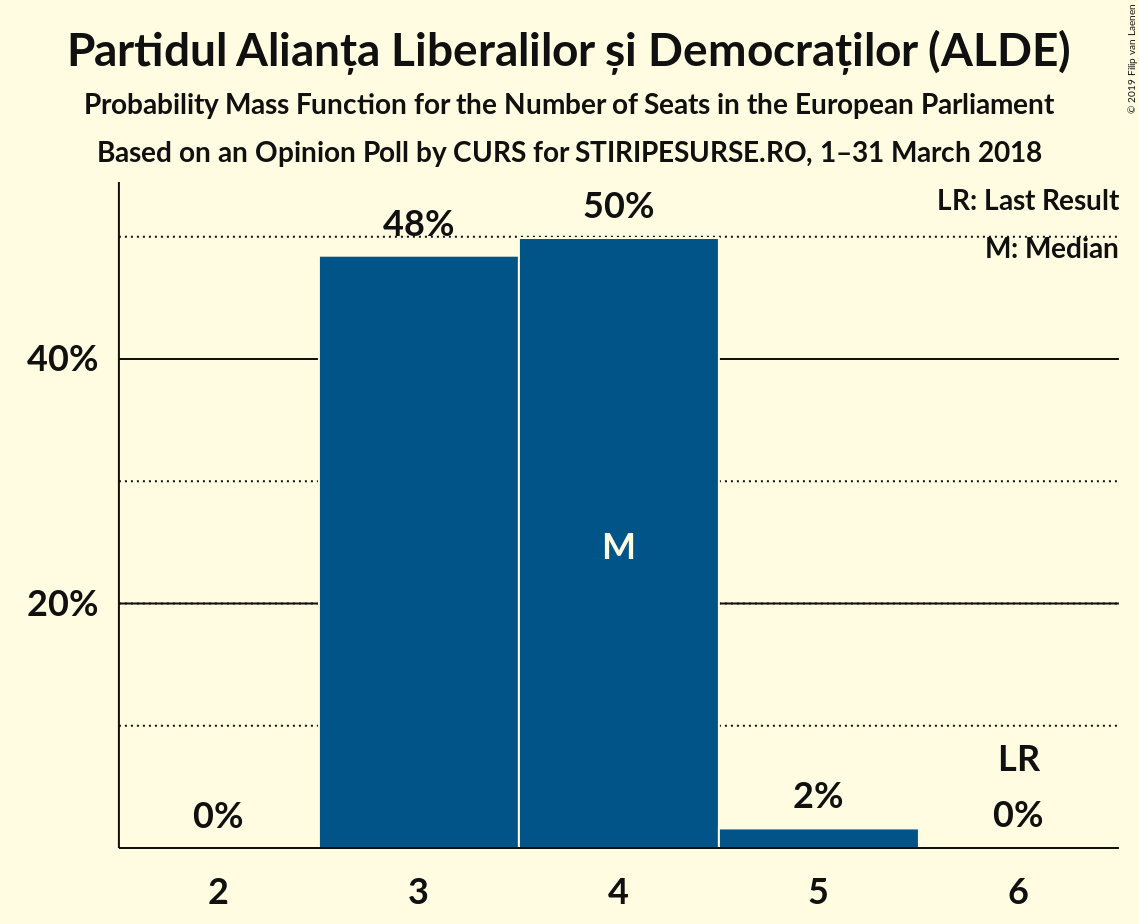 Partidul Alianța Liberalilor și Democraților (ALDE)
Probability Mass Function for the Number of Seats in the European Parliament
Based on an Opinion Poll by CURS for STIRIPESURSE.RO, 1–31 March 2018
© 2019 Filip van Laenen
LR: Last Result
M: Median
48%
50%
40%
M
20%
LR
0%
2%
0%
2 3 4 5 6